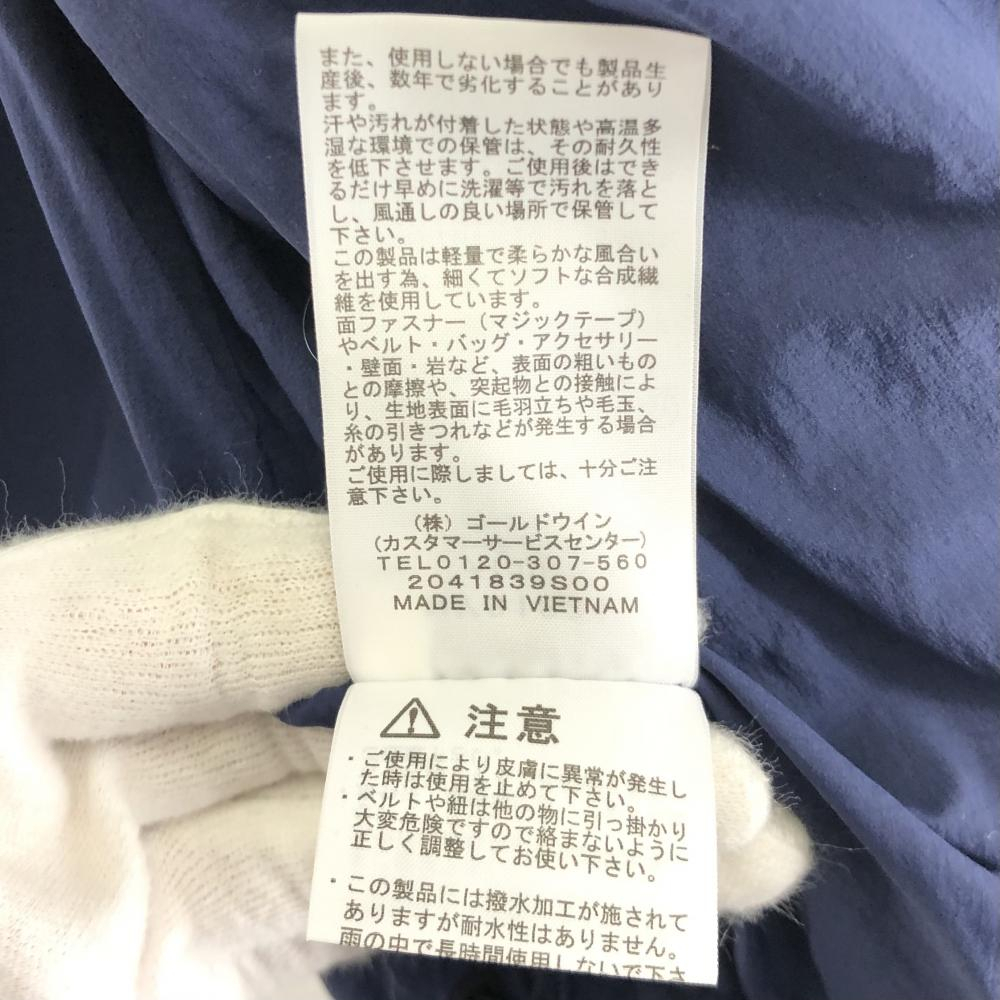 また、使用しない場合でも製品生
産後、数年で劣化することがあり
ます。
汗や汚れが付着した状態や高温多
湿な環境での保管は、その耐久性
を低下させます。ご使用後はでき
るだけ早めに洗濯等で汚れを落と
し、風通しの良い場所で保管して
下さい。
この製品は軽量で柔らかな風合い
を出す為、細くてソフトな合成繊
維を使用しています。
面ファスナー（マジックテープ）
やベルト・バッグ・アクセサリー
・壁面・岩など、表面の粗いもの
との摩擦や、突起物との接触によ
り、生地表面に毛羽立ちや毛玉、
糸の引きつれなどが発生する場合
があります。
ご使用に際しましては、十分ご注
意下さい。
（株）ゴールドウイン
（カスタマーサービスセンター）
TEL0120-307-560
2041839S00
MADE IN VIETNAM
⚠ 注意
・ご使用により皮膚に異常が発生し
た時は使用を止めて下さい。
・ベルトや紐は他の物に引っ掛かり
大変危険ですので絡まないように
正しく調整してお使い下さい。
・この製品には撥水加工が施されて
ありますが耐水性はありません。
雨の中で長時間使用しないで下さ